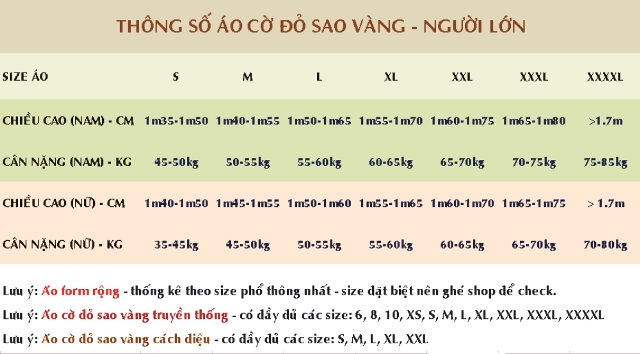 THÔNG SỐ ÁO CỜ ĐỎ SAO VÀNG - NGƯỜI LỚN
SIZE ÁO S M L XL XXL XXXL XXXXL
CHIỀU CAO (NAM) - CM 1m35-1m50 1m40-1m55 1m50-1m65 1m55-1m70 1m60-1m75 1m65-1m80 >1.7m
CÂN NẶNG (NAM) - KG 45-50kg 50-55kg 55-60kg 60-65kg 65-70kg 70-75kg 75-85kg
CHIỀU CAO (NỮ) - CM 1m40-1m50 1m45-1m55 1m50-1m60 1m55-1m65 1m60-1m70 1m65-1m75 > 1.7m
CÂN NẶNG (NỮ) - KG 35-45kg 45-50kg 50-55kg 55-60kg 60-65kg 65-70kg 70-80kg
Lưu ý: Áo form rộng - thống kê theo size phổ thông nhất - size đặt biệt nên ghé shop để check.
Lưu ý: Áo cờ đỏ sao vàng truyền thống - có đầy đủ các size: 6, 8, 10, XS, S, M, L, XL, XXL, XXXL, XXXXL
Lưu ý: Áo cờ đỏ sao vàng cách điệu - có đầy đủ các size: S, M, L, XL, XXL